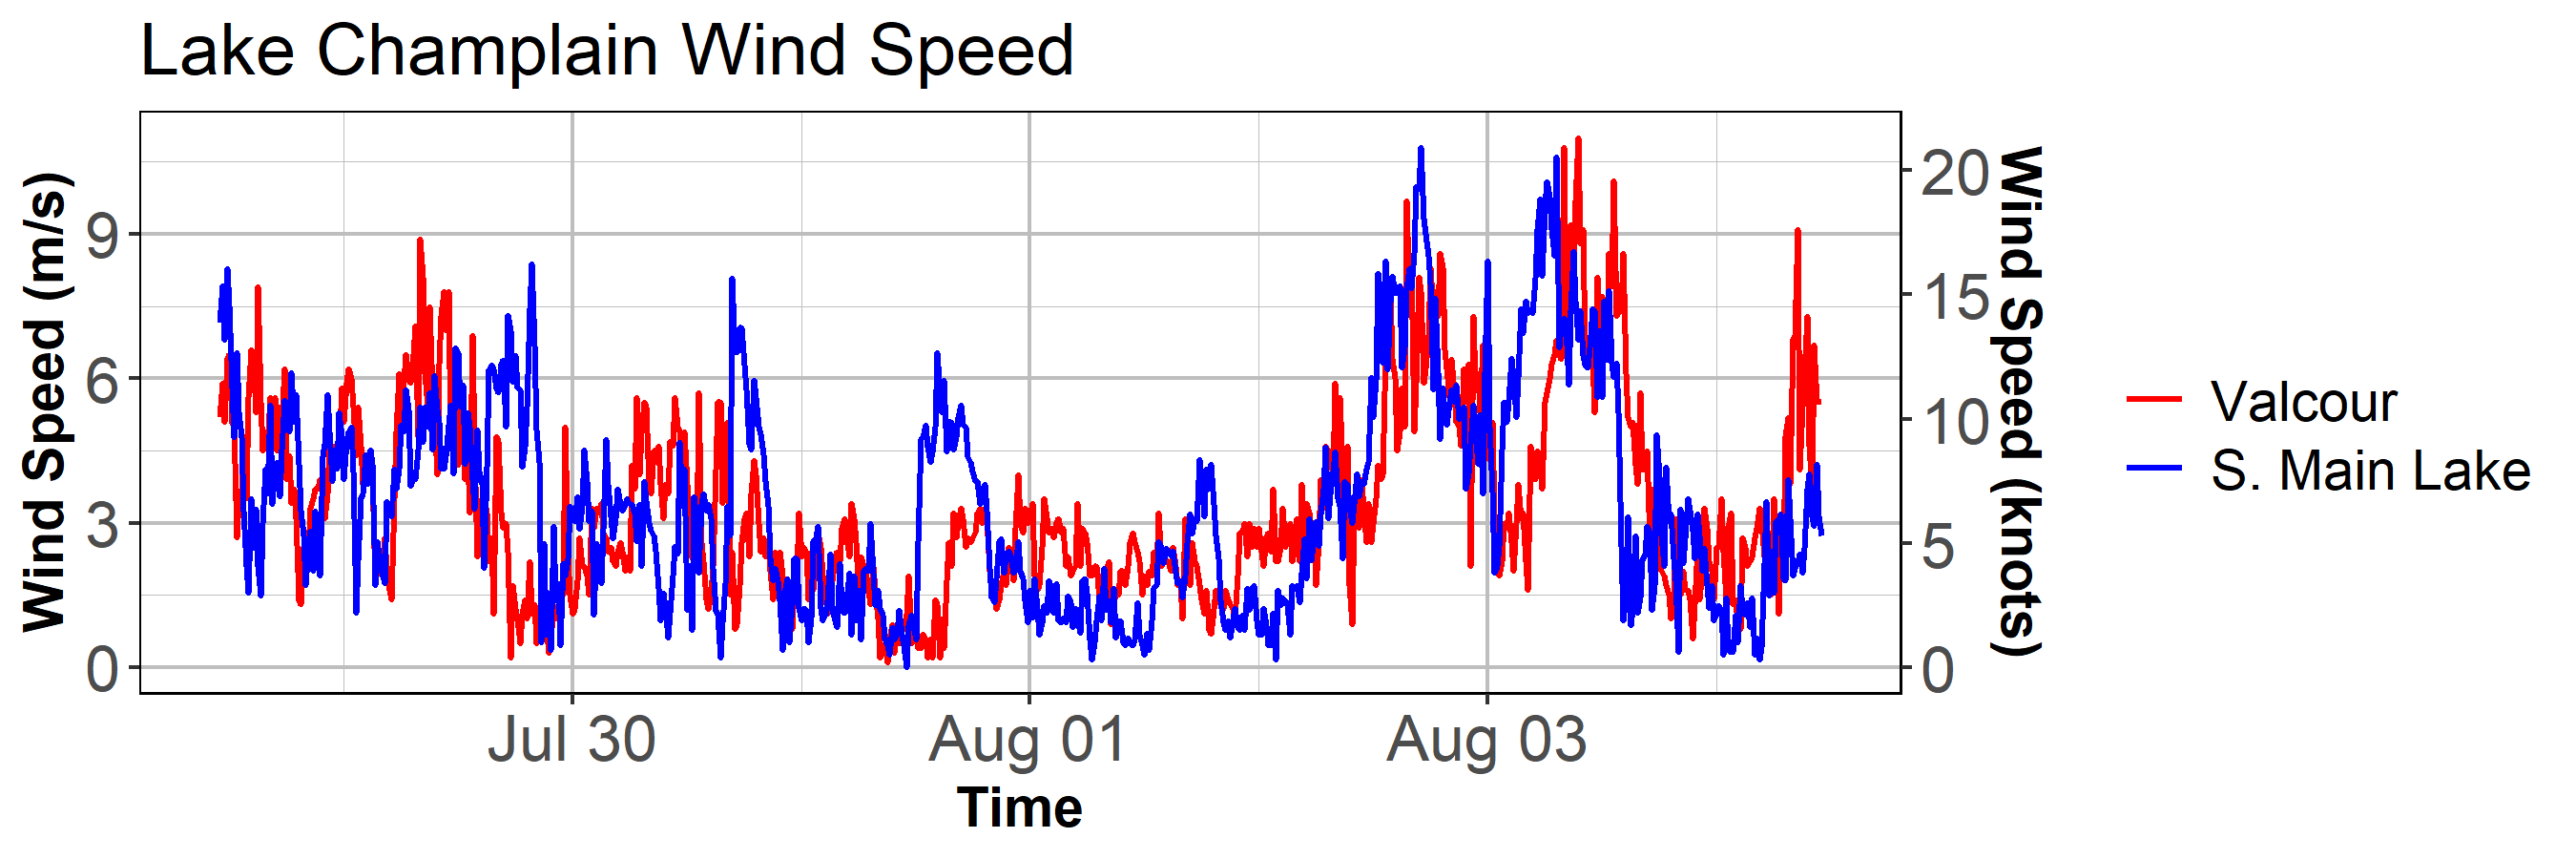 Lake Champlain Wind Speed
Wind Speed (m/s)
9
6
3
0
20
15
10
5
0
Wind Speed (knots)
Jul 30
Aug 01
Aug 03
Time
Valcour
S. Main Lake